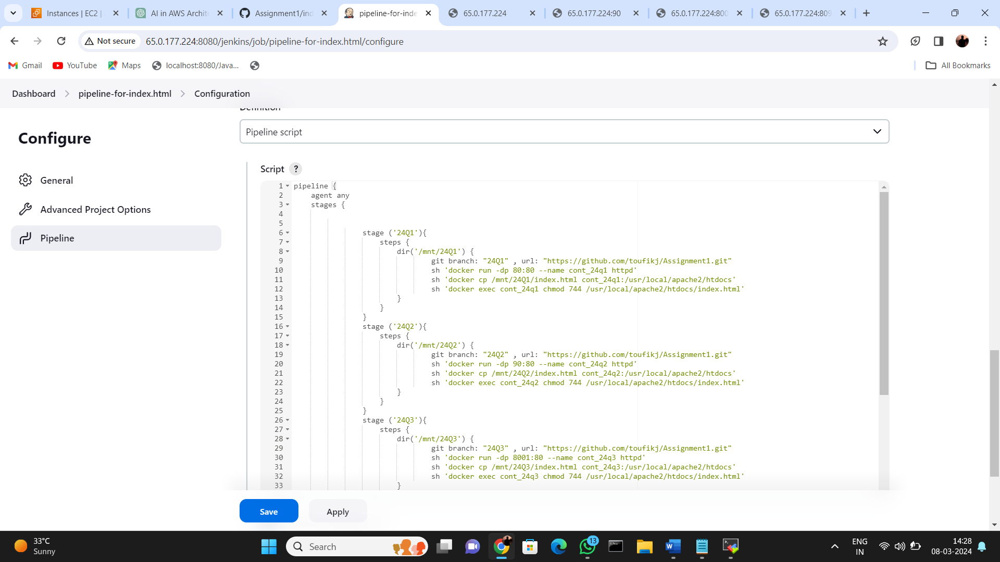 Instances | EC2 |
AI in AWS Archite
Assignment1/ind
pipeline-for-inde
65.0.177.224
65.0.177.224:90
65.0.177.224:800
65.0.177.224:809
Not secure
65.0.177.224:8080/jenkins/job/pipeline-for-index.html/configure
Gmail
YouTube
Maps
localhost:8080/Java...
All Bookmarks
Dashboard
pipeline-for-index.html
Configuration
Definition
Configure
General
Advanced Project Options
Pipeline
Pipeline script
Script ?
1 pipeline {
2 agent any
3 stages {
4
5
6 stage ('24Q1'){
7 steps {
8 dir('/mnt/24Q1') {
9 git branch: "24Q1" , url: "https://github.com/toufikj/Assignment1.git"
10 sh 'docker run -dp 80:80 --name cont_24q1 httpd'
11 sh 'docker cp /mnt/24Q1/index.html cont_24q1:/usr/local/apache2/htdocs'
12 sh 'docker exec cont_24q1 chmod 744 /usr/local/apache2/htdocs/index.html'
13 }
14 }
15 }
16 stage ('24Q2'){
17 steps {
18 dir('/mnt/24Q2') {
19 git branch: "24Q2" , url: "https://github.com/toufikj/Assignment1.git"
20 sh 'docker run -dp 90:80 --name cont_24q2 httpd'
21 sh 'docker cp /mnt/24Q2/index.html cont_24q2:/usr/local/apache2/htdocs'
22 sh 'docker exec cont_24q2 chmod 744 /usr/local/apache2/htdocs/index.html'
23 }
24 }
25 }
26 stage ('24Q3'){
27 steps {
28 dir('/mnt/24Q3') {
29 git branch: "24Q3" , url: "https://github.com/toufikj/Assignment1.git"
30 sh 'docker run -dp 8001:80 --name cont_24q3 httpd'
31 sh 'docker cp /mnt/24Q3/index.html cont_24q3:/usr/local/apache2/htdocs'
32 sh 'docker exec cont_24q3 chmod 744 /usr/local/apache2/htdocs/index.html'
33 }
Save
Apply
33°C
Sunny
Search
13
ENG
IN
14:28
08-03-2024